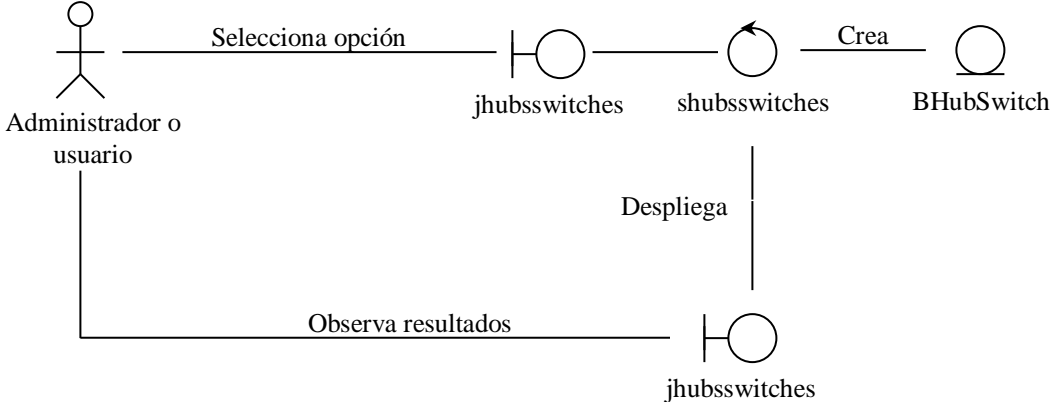 Selecciona opción
Crea
jhubsswitches
shubsswitches
BHubSwitch
Administrador o
usuario
Despliega
Observa resultados
jhubsswitches